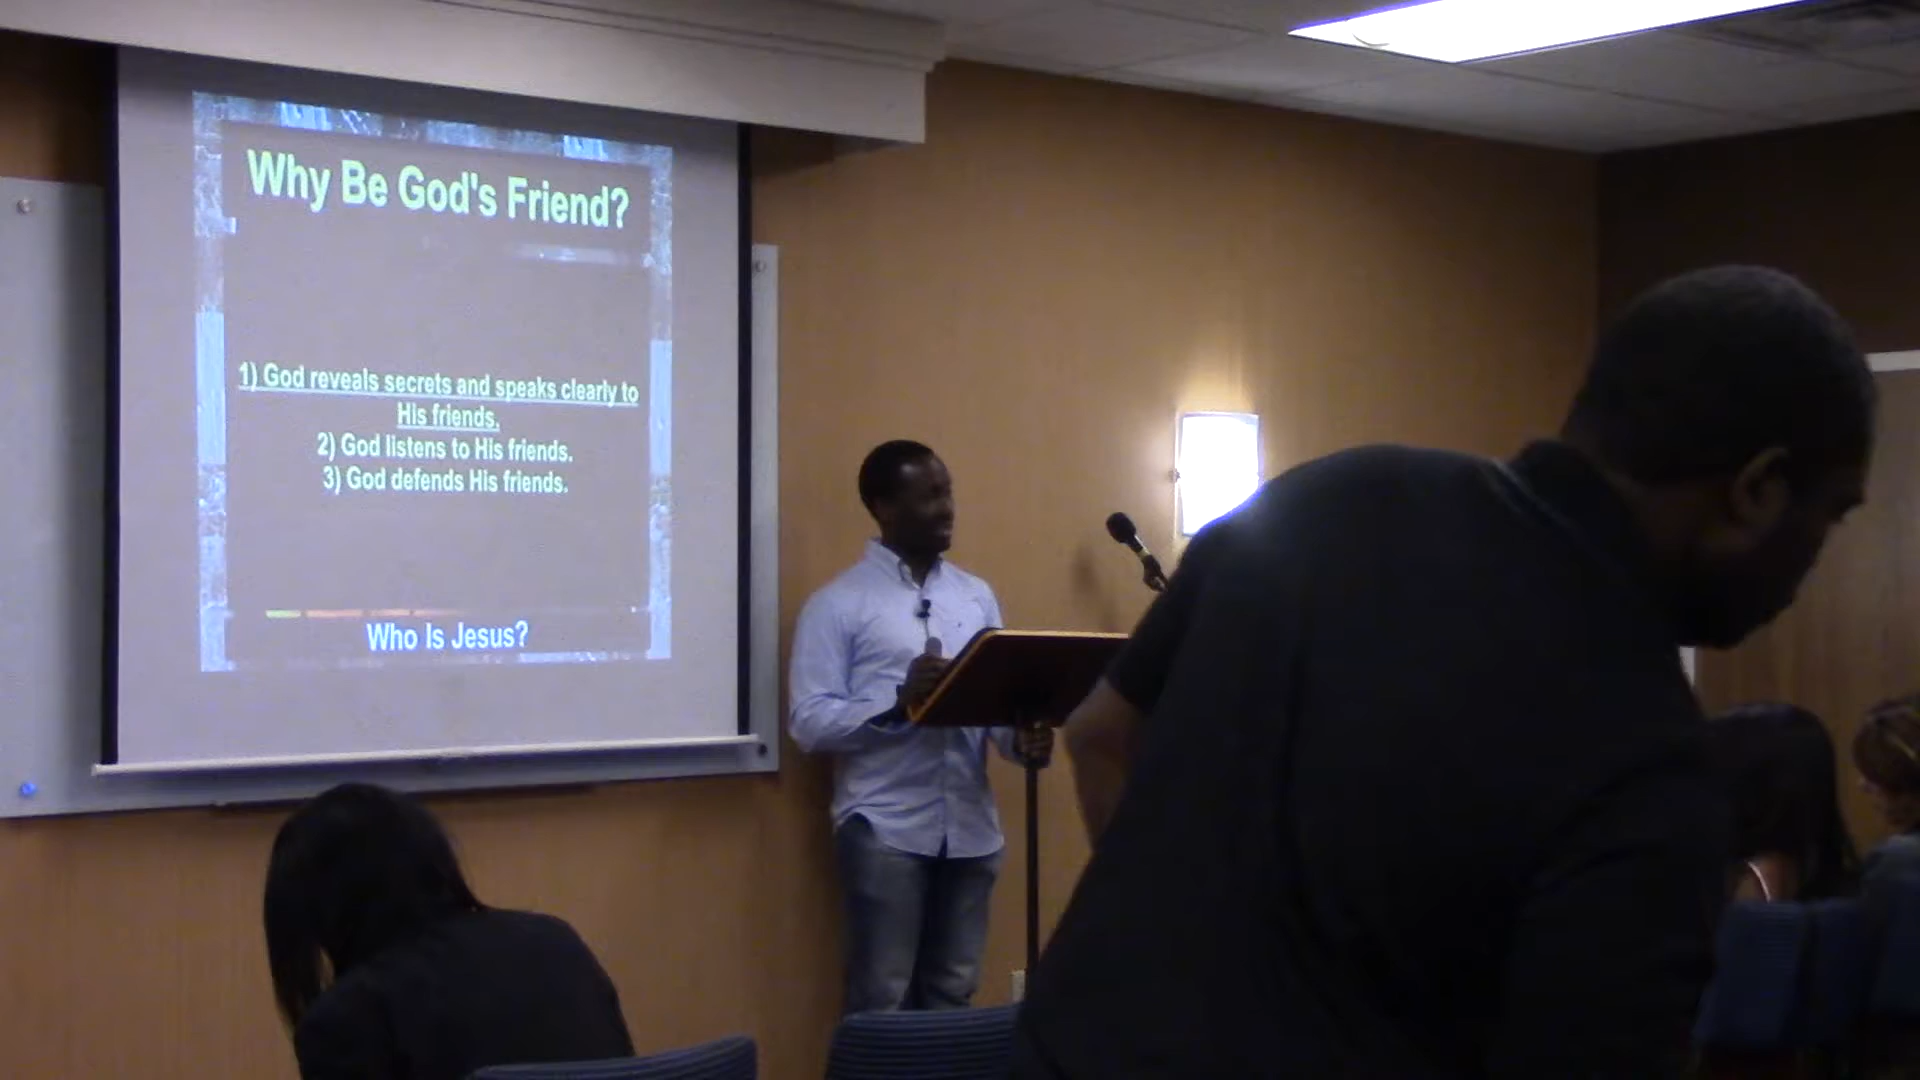 Why Be God's Friend?
1) God reveals secrets and speaks clearly to
His friends.
2) God listens to His friends.
3) God defends His friends.
Who Is Jesus?